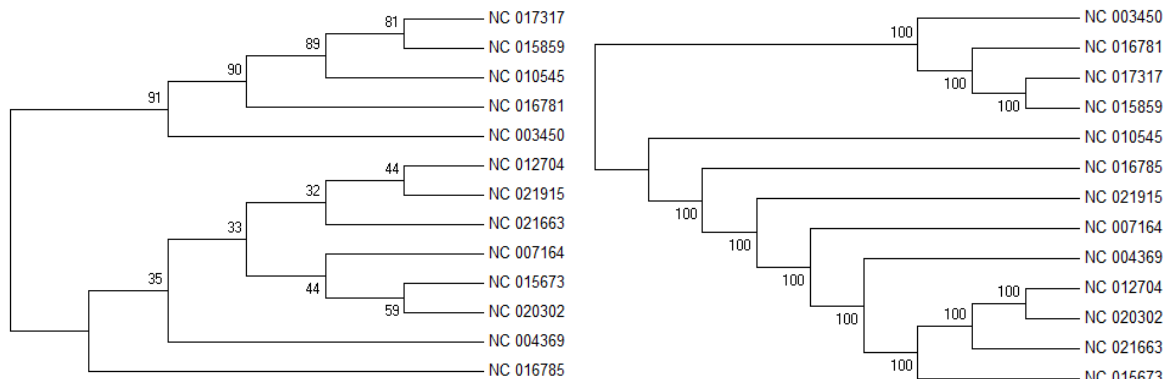 81
NC 017317
89
NC 015859
90
NC 010545
91
NC 016781
NC 003450
44
NC 012704
32
NC 021915
33
NC 021663
NC 007164
35
44
NC 015673
59
NC 020302
NC 004369
NC 016785
100
NC 003450
NC 016781
100
NC 017317
100
NC 015859
NC 010545
NC 016785
100
NC 021915
100
NC 007164
100
NC 004369
100
100
NC 012704
100
NC 020302
NC 021663
100
NC 015673